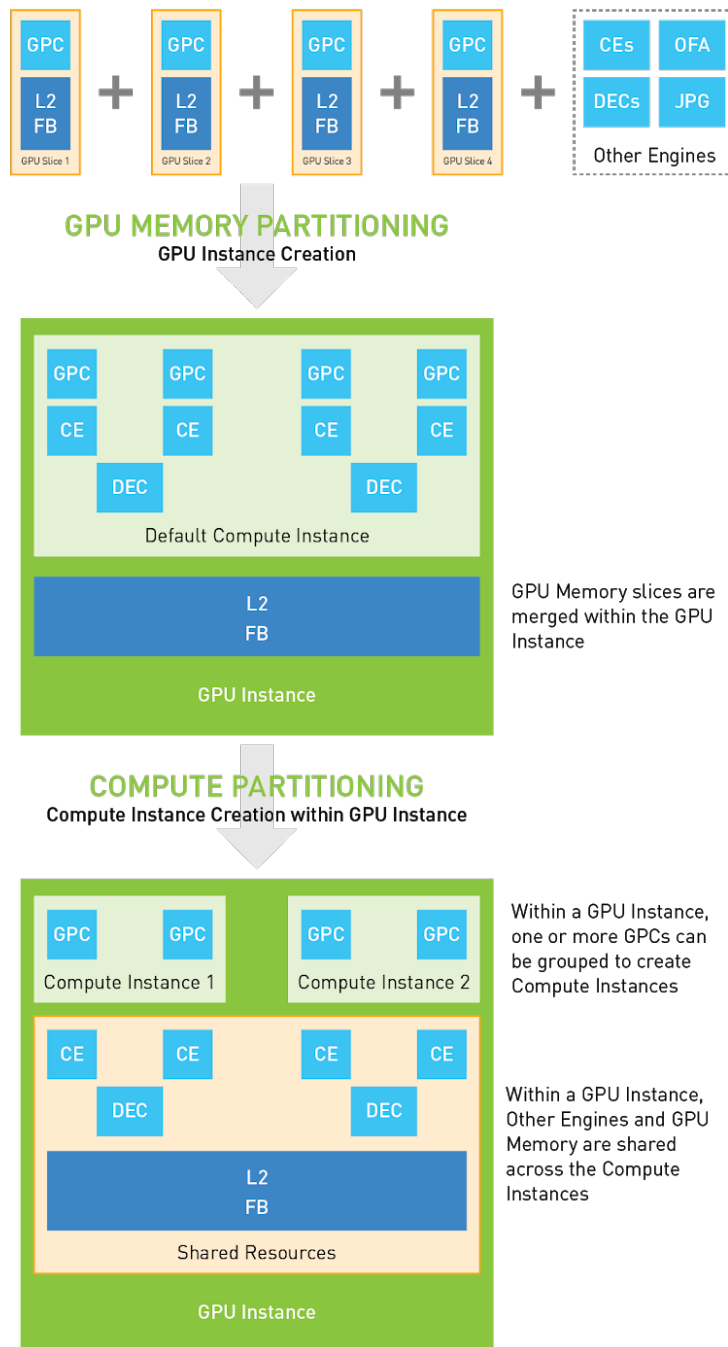 GPC
GPC
GPC
GPC
CEs
OFA
L2
FB
L2
FB
L2
FB
L2
FB
DECs
JPG
GPU Slice 1
GPU Slice 2
GPU Slice 3
GPU Slice 4
Other Engines
GPU MEMORY PARTITIONING
GPU Instance Creation
GPC
GPC
GPC
GPC
CE
CE
CE
CE
DEC
DEC
Default Compute Instance
L2
FB
GPU Instance
GPU Memory slices are
merged within the GPU
Instance
COMPUTE PARTITIONING
Compute Instance Creation within GPU Instance
GPC
GPC
GPC
GPC
Compute Instance 1
Compute Instance 2
Within a GPU Instance,
one or more GPCs can
be grouped to create
Compute Instances
CE
CE
CE
CE
DEC
DEC
L2
FB
Shared Resources
GPU Instance
Within a GPU Instance,
Other Engines and GPU
Memory are shared
across the Compute
Instances